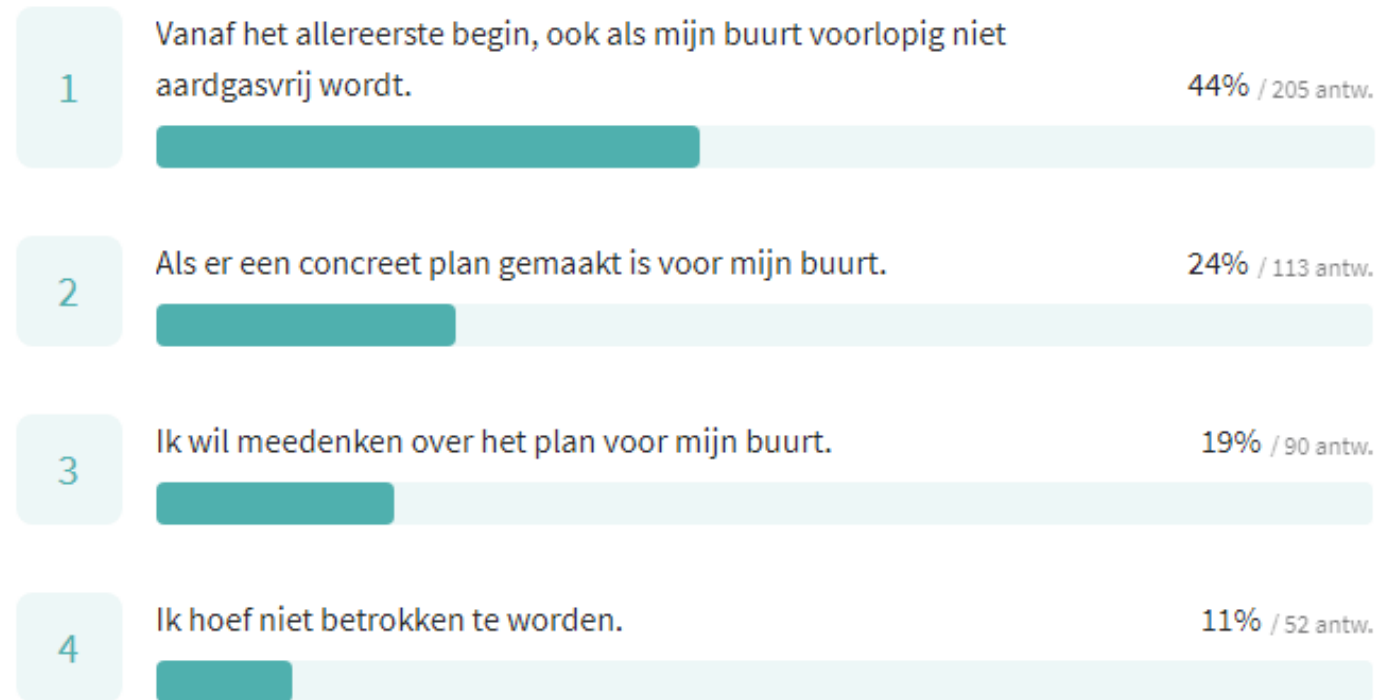 1
Vanaf het allereerste begin, ook als mijn buurt voorlopig niet
aardgasvrij wordt.
44% / 205 antw.
2
Als er een concreet plan gemaakt is voor mijn buurt.
24% / 113 antw.
3
Ik wil meedenken over het plan voor mijn buurt.
19% / 90 antw.
4
Ik hoef niet betrokken te worden.
11% / 52 antw.